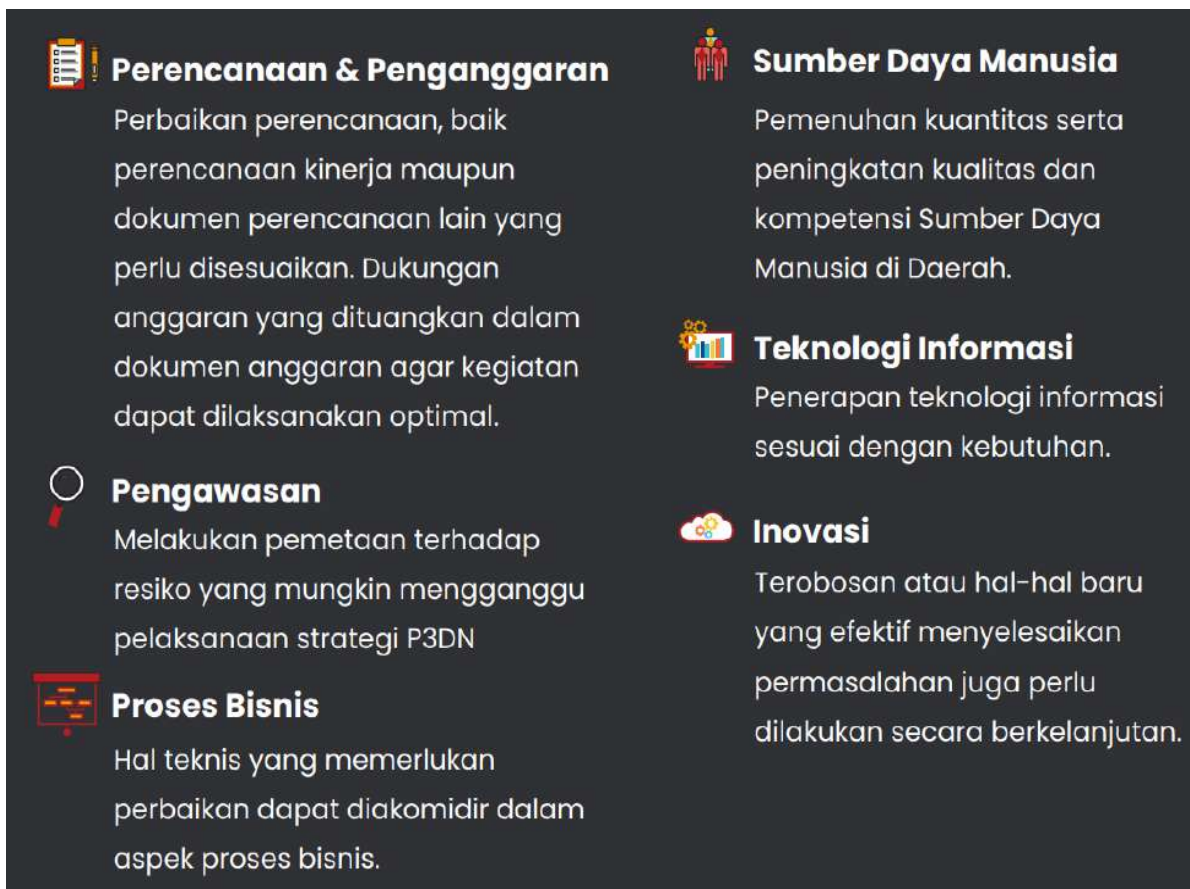 Perencanaan & Penganggaran
Perbaikan perencanaan, baik
perencanaan kinerja maupun
dokumen perencanaan lain yang
perlu disesuaikan. Dukungan
anggaran yang dituangkan dalam
dokumen anggaran agar kegiatan
dapat dilaksanakan optimal.
Pengawasan
Melakukan pemetaan terhadap
resiko yang mungkin mengganggu
pelaksanaan strategi P3DN
Proses Bisnis
Hal teknis yang memerlukan
perbaikan dapat diakomidir dalam
aspek proses bisnis.
Sumber Daya Manusia
Pemenuhan kuantitas serta
peningkatan kualitas dan
kompetensi Sumber Daya
Manusia di Daerah.
Teknologi Informasi
Penerapan teknologi informasi
sesuai dengan kebutuhan.
Inovasi
Terobosan atau hal-hal baru
yang efektif menyelesaikan
permasalahan juga perlu
dilakukan secara berkelanjutan.